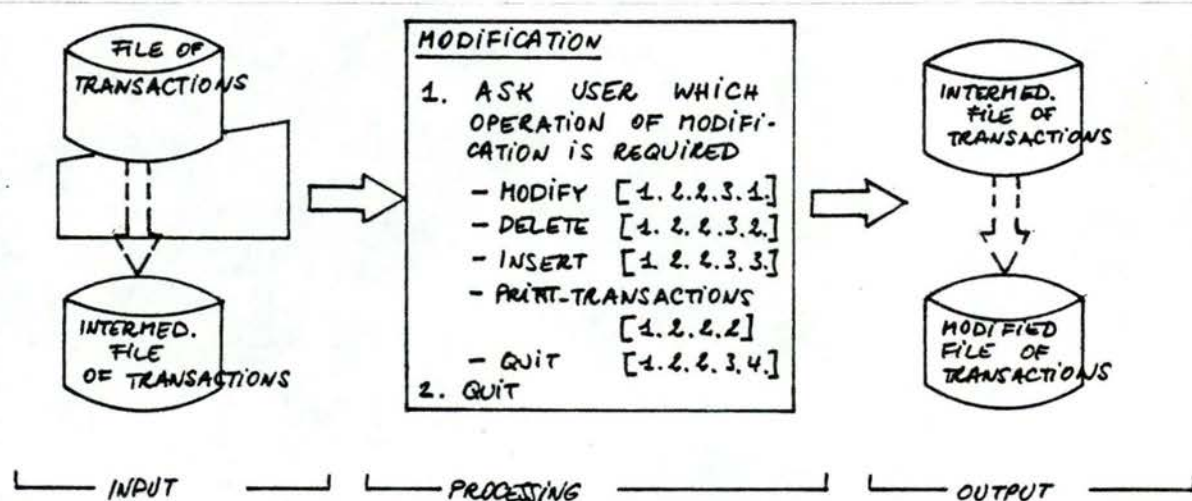 FILE OF
TRANSACTIONS
INTERMED.
FILE
OF TRANSACTIONS
MODIFICATION
1. ASK USER WHICH
OPERATION OF MODIFI-
CATION IS REQUIRED
- MODIFY [1.2.2.3.1.]
- DELETE [1.2.2.3.2.]
- INSERT [1.2.2.3.3.]
- PRINT-TRANSACTIONS
[1.2.2.2]
- QUIT [1.2.2.3.4.]
2. QUIT
INTERMED.
FILE OF
TRANSACTIONS
MODIFIED
FILE OF
TRANSACTIONS
INPUT
PROCESSING
OUTPUT